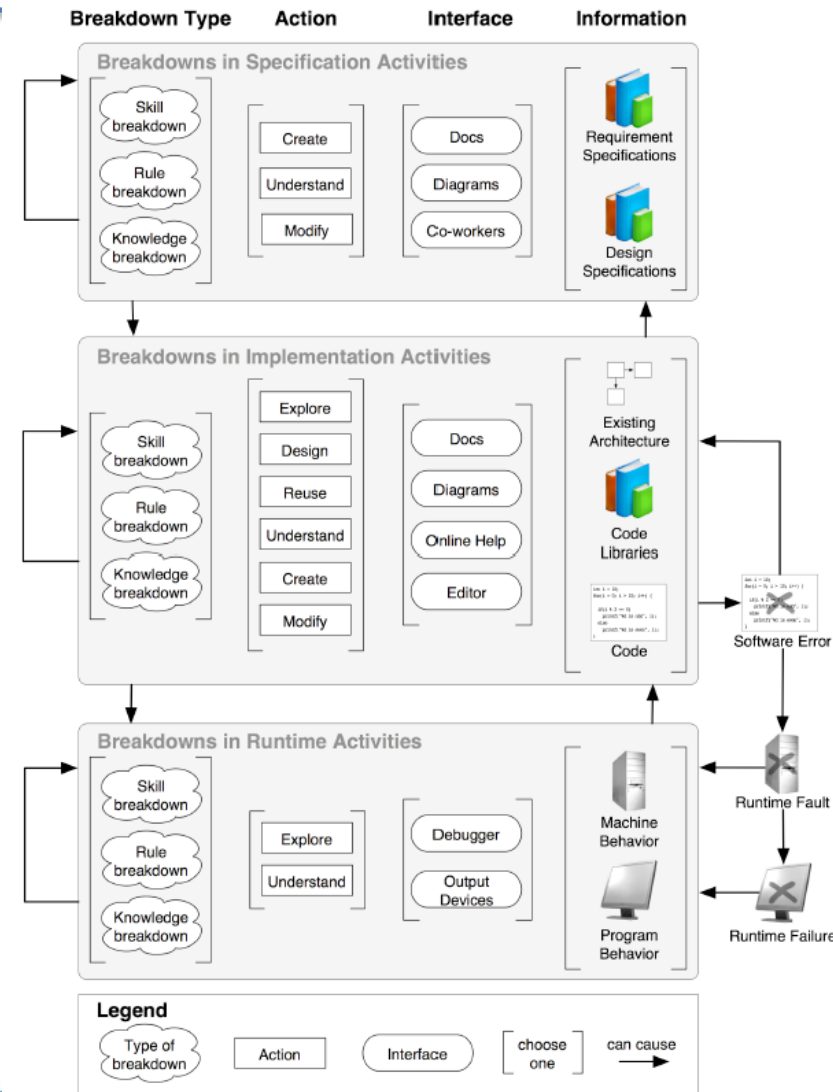 Breakdown Type Action Interface Information
Breakdowns in Specification Activities
Skill
breakdown
Rule
breakdown
Knowledge
breakdown
Create
Understand
Modify
Docs
Diagrams
Co-workers
Requirement
Specifications
Design
Specifications
Breakdowns in Implementation Activities
Skill
breakdown
Rule
breakdown
Knowledge
breakdown
Explore
Design
Reuse
Understand
Create
Modify
Docs
Diagrams
Online Help
Editor
Existing
Architecture
Code
Libraries
Code
Software Error
Breakdowns in Runtime Activities
Skill
breakdown
Rule
breakdown
Knowledge
breakdown
Explore
Understand
Debugger
Output
Devices
Machine
Behavior
Program
Behavior
Runtime Fault
Runtime Failure
Legend
Type of
breakdown
Action
Interface
choose
one
can cause